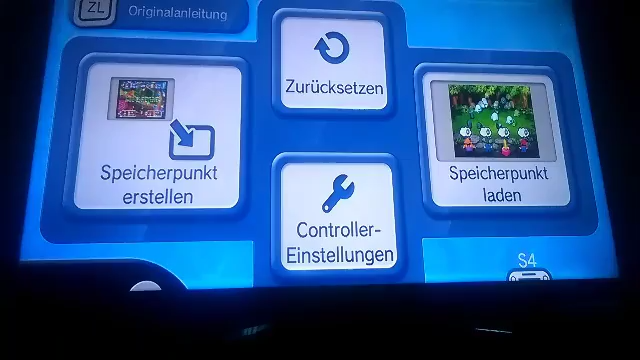 ZL Originalanleitung
Zurücksetzen
Speicherpunkt
erstellen
Speicherpunkt
laden
Controller-
Einstellungen
S4